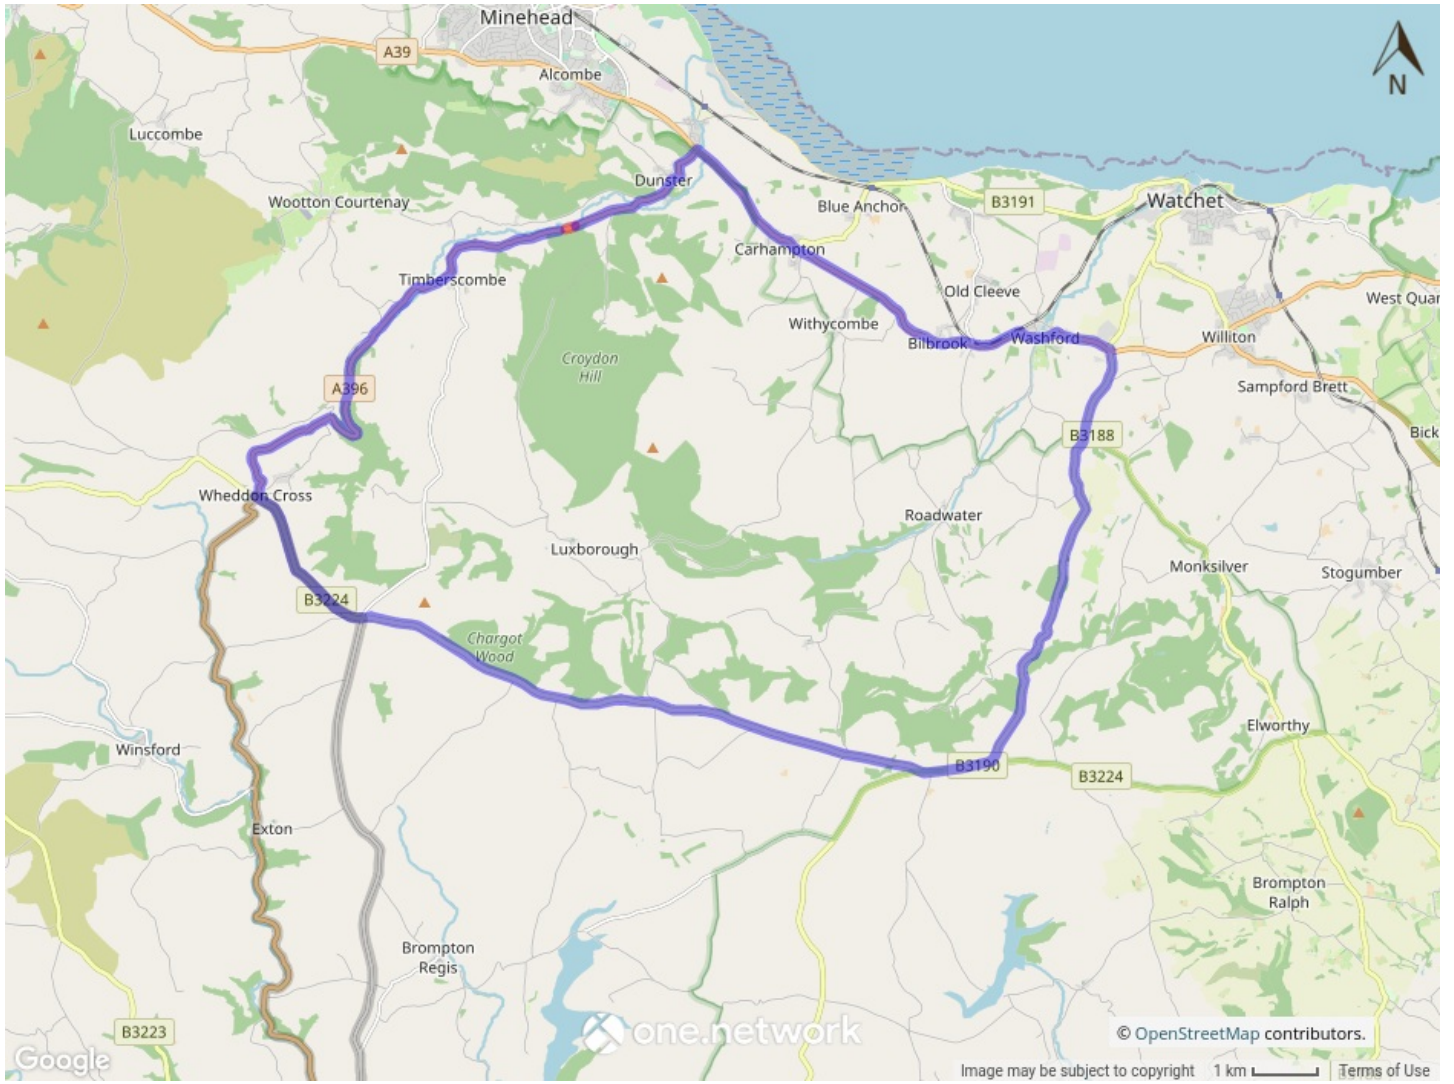 Minehead
A39
N
Alcombe
Luccombe
Dunster
Wootton Courtenay
Blue Anchor
B3191
Watchet
Carhampton
Timberscombe
Old Cleeve
West Quar
Withycombe
Bilbrook
Washford
Williton
Croydon
Hill
A396
Sampford Brett
B3188
Bick
Wheddon Cross
Roadwater
Luxborough
Monksilver
Stogumber
B3224
Chargot
Wood
Winsford
Elworthy
B3190
B3224
Exton
Brompton
Ralph
Brompton
Regis
B3223
one.network
© OpenStreetMap contributors.
Google
Image may be subject to copyright 1 km Terms of Use